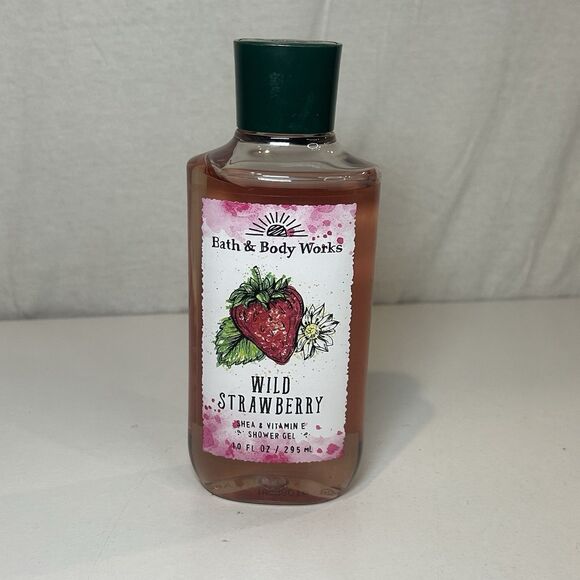 Bath & Body Works
WILD
STRAWBERRY
SHEA & VITAMIN E
SHOWER GEL
10 FL OZ / 295 mL